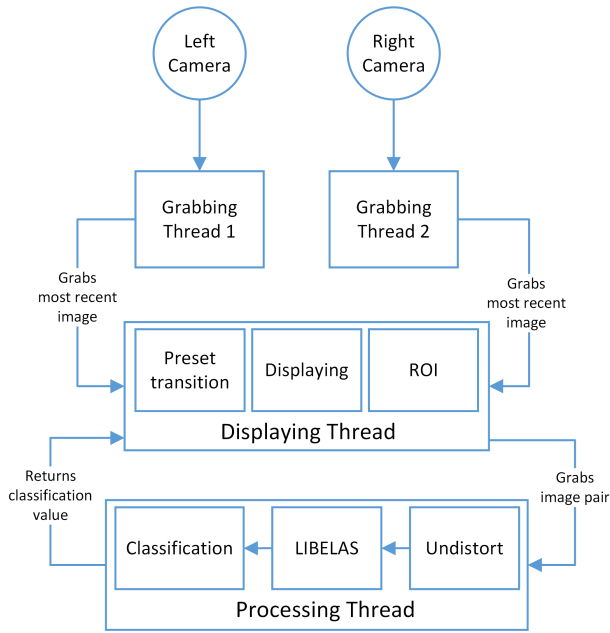 Left
Camera
Right
Camera
Grabbing
Thread 1
Grabbing
Thread 2
Grabs
most recent
image
Grabs
most recent
image
Preset
transition
Displaying
ROI
Displaying Thread
Returns
classification
value
Grabs
image pair
Classification
LIBELAS
Undistort
Processing Thread